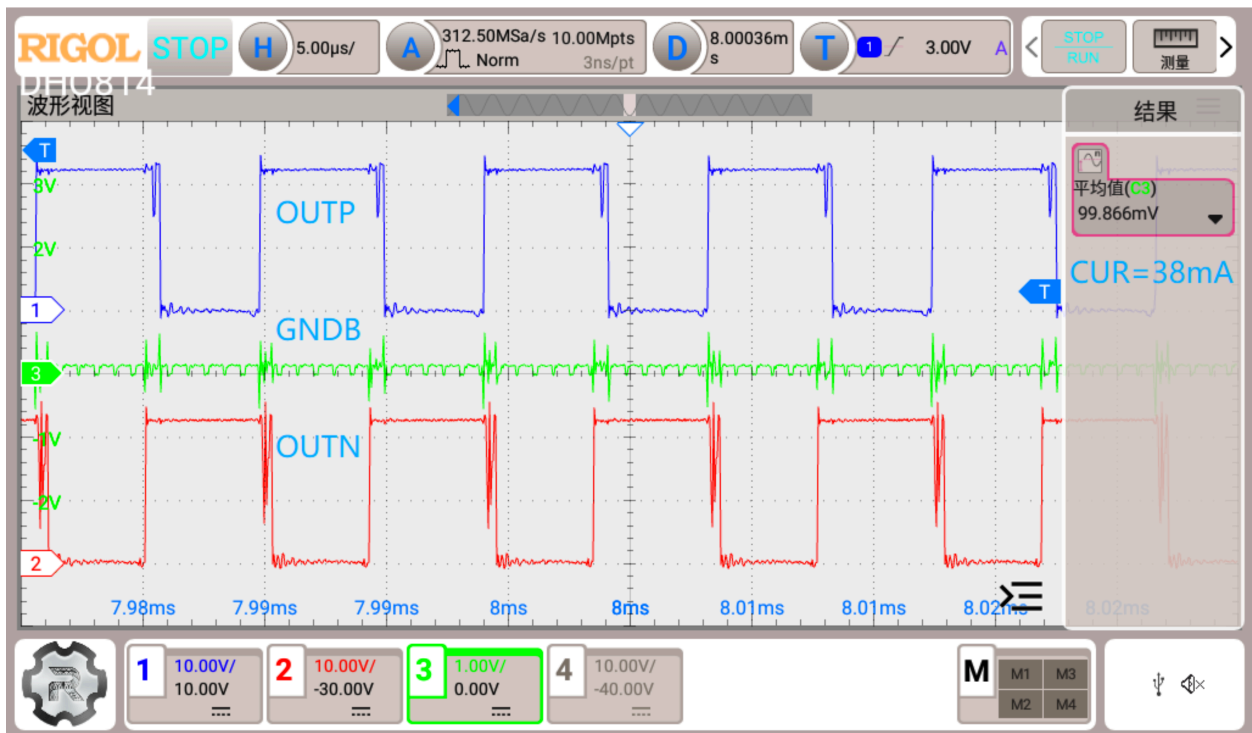 RIGOL STOP H 5.00µs/ A 312.50MSa/s 10.00Mpts D 8.00036m T 1 3.00V A STOP
Norm 3ns/pt s RUN 测量
DHO814
波形视图 结果
T
3V 平均值(C3)
OUTP 99.866mV
2V
CUR=38mA
T
1
GNDB
3
-1V OUTN
-2V
2
7.98ms 7.99ms 7.99ms 8ms 8ms 8.01ms 8.01ms 8.02ms 8.02ms
1 10.00V/ 2 10.00V/ 3 1.00V/ 4 10.00V/ M M1 M3
10.00V -30.00V 0.00V -40.00V M2 M4